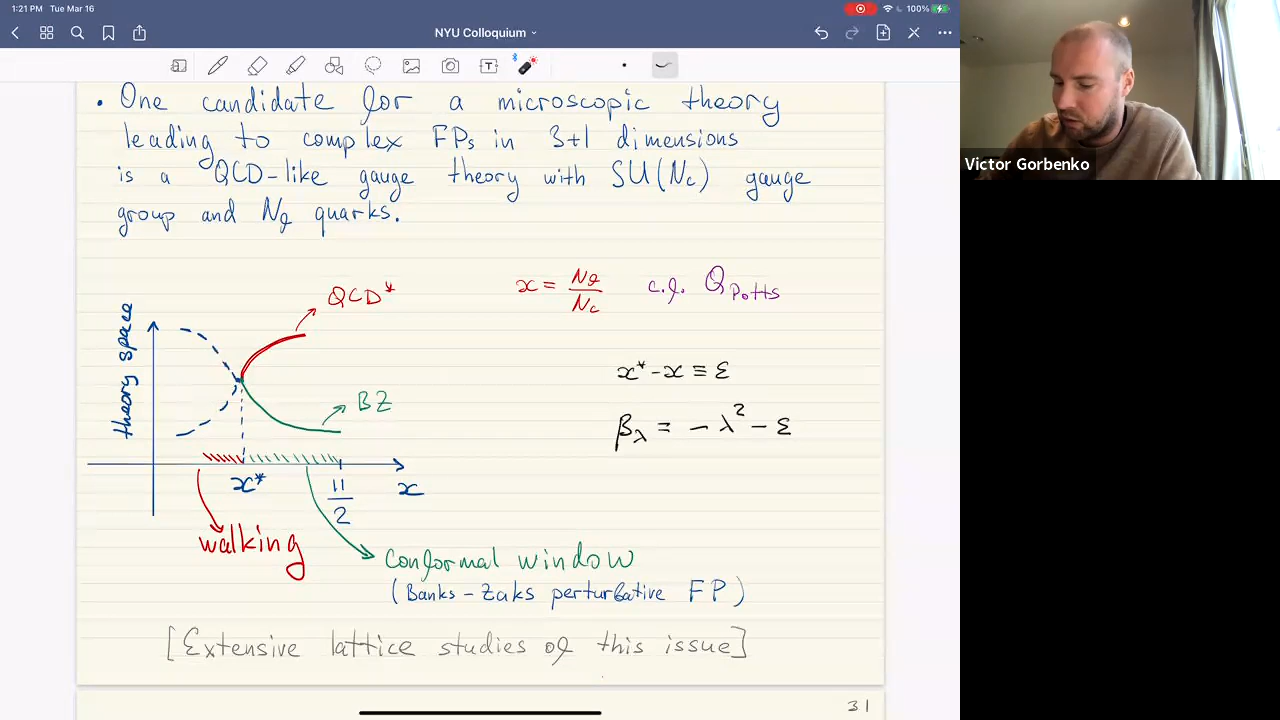 1:21 PM Tue Mar 16
100%
NYU Colloquium
• One candidate for a microscopic theory
leading to complex FPs in 3+1 dimensions
is a QCD-like gauge theory with SU(Nc) gauge
group and Nf quarks.
QCD*
x = Nf/Nc c.f. QPotts
theory space
x* - x ≡ ε
BZ
βλ = - λ² - ε
x*
11/2
x
walking
conformal window
(Banks-Zaks perturbative FP)
[Extensive lattice studies of this issue]
31
Victor Gorbenko